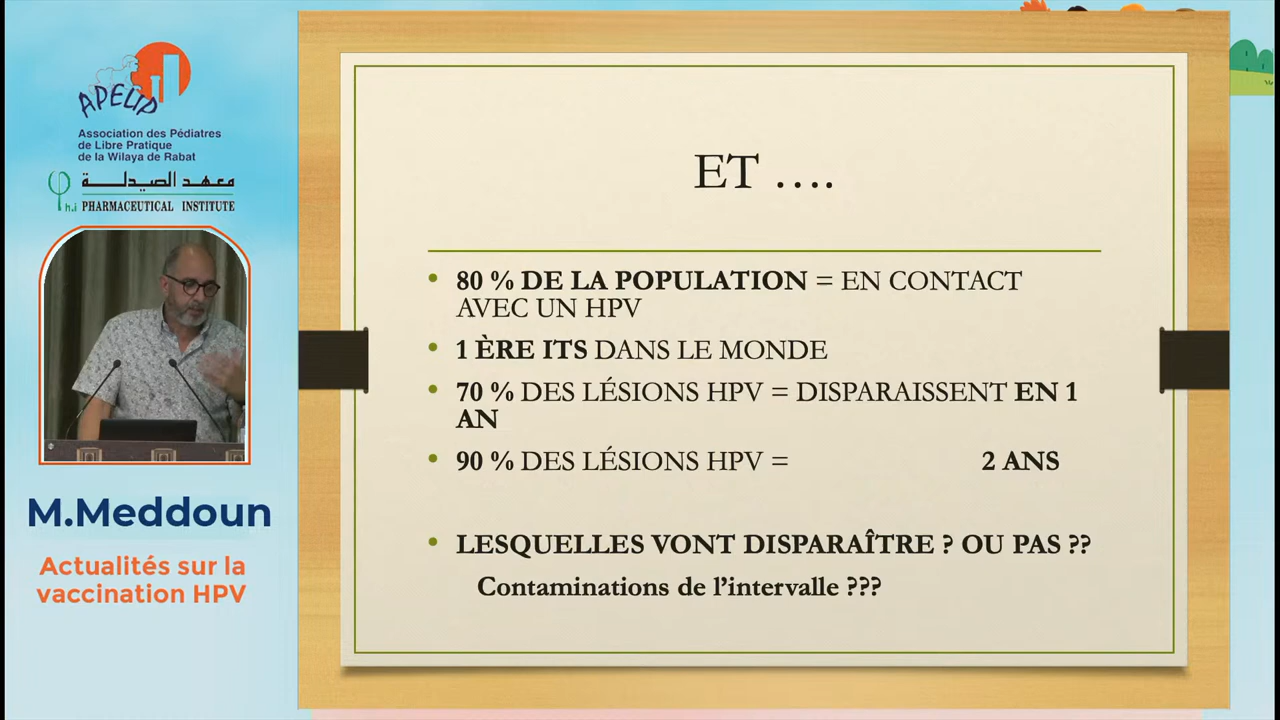 APELIP
Association des Pédiatres
de Libre Pratique
de la Wilaya de Rabat
معهد الصيدلة
h.i PHARMACEUTICAL INSTITUTE
M.Meddoun
Actualités sur la
vaccination HPV
ET ….
• 80 % DE LA POPULATION = EN CONTACT
AVEC UN HPV
• 1 ÈRE ITS DANS LE MONDE
• 70 % DES LÉSIONS HPV = DISPARAISSENT EN 1
AN
• 90 % DES LÉSIONS HPV = 2 ANS
• LESQUELLES VONT DISPARAÎTRE ? OU PAS ??
Contaminations de l’intervalle ???